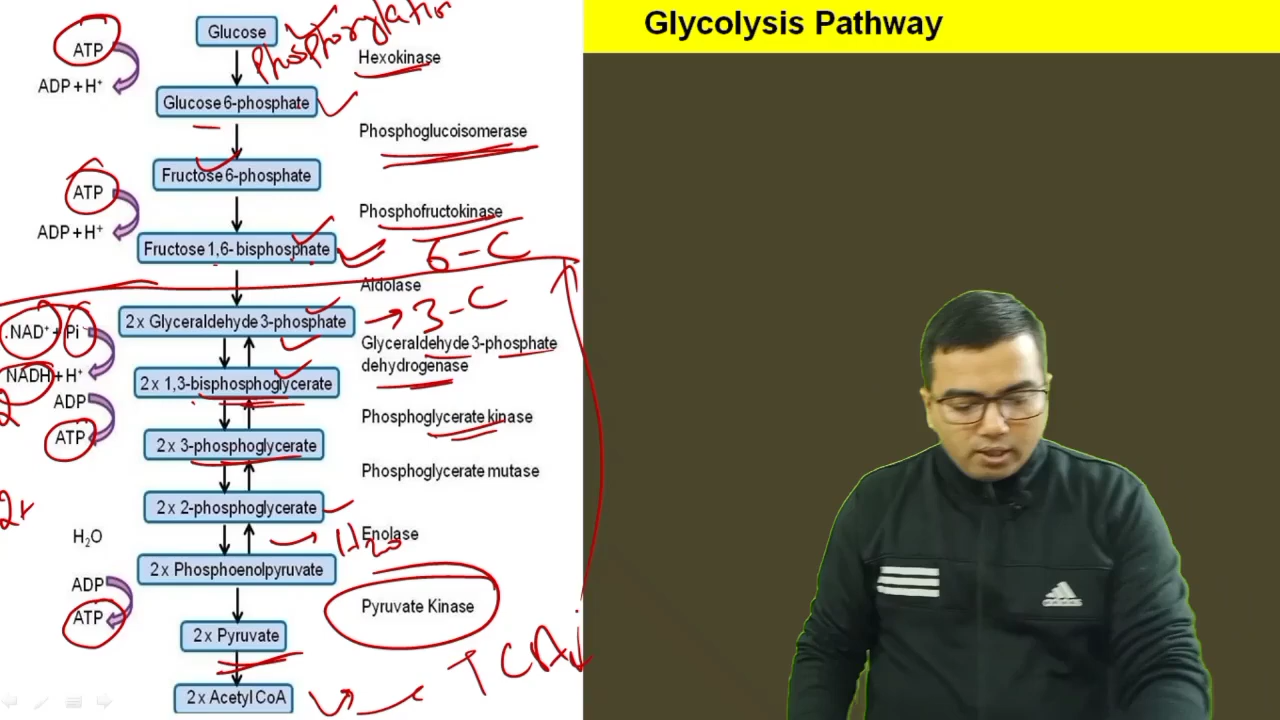 Glycolysis Pathway
Glucose
Phosphorylation
ATP
ADP + H⁺
Hexokinase
Glucose 6-phosphate
Phosphoglucoisomerase
Fructose 6-phosphate
ATP
ADP + H⁺
Phosphofructokinase
Fructose 1,6- bisphosphate
6-C
Aldolase
2 x Glyceraldehyde 3-phosphate
3-C
.NAD⁺ + Pi
NADH + H⁺
Glyceraldehyde 3-phosphate
dehydrogenase
2 x 1,3-bisphosphoglycerate
2
ADP
ATP
Phosphoglycerate kinase
2 x 3-phosphoglycerate
Phosphoglycerate mutase
2 x 2-phosphoglycerate
2x
H₂O
Enolase
H₂O
2 x Phosphoenolpyruvate
ADP
ATP
Pyruvate Kinase
2 x Pyruvate
TCA
2 x Acetyl CoA